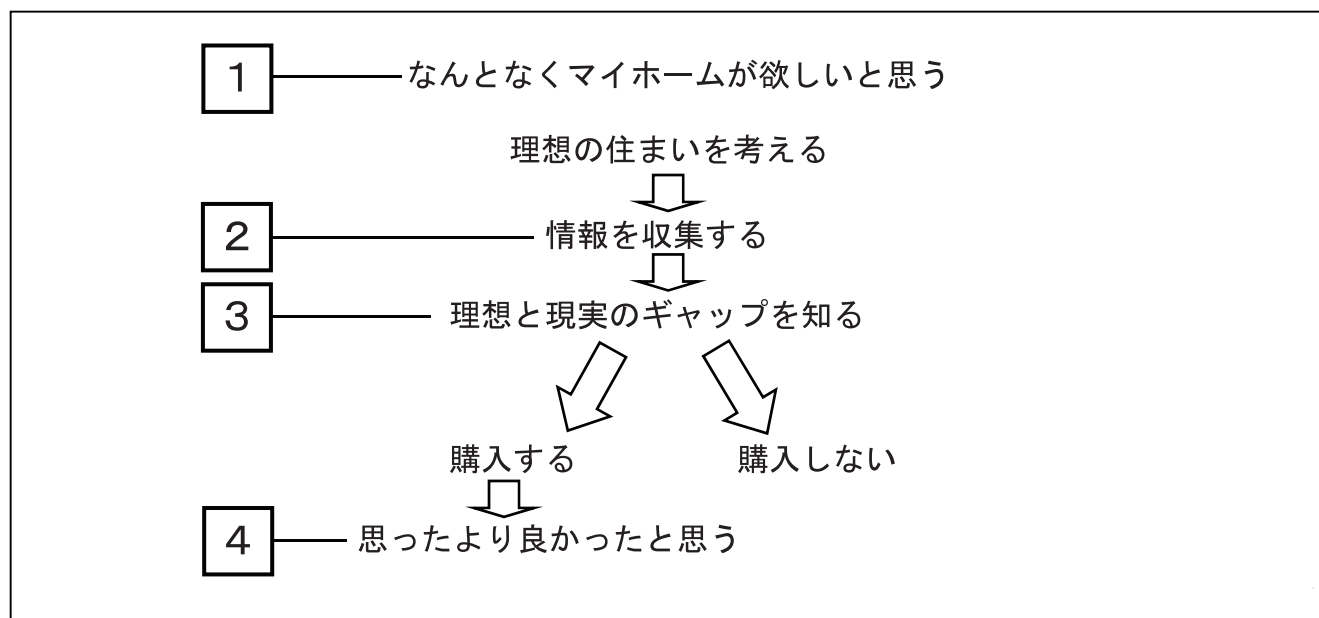 1 なんとなくマイホームが欲しいと思う
理想の住まいを考える
2 情報を収集する
3 理想と現実のギャップを知る
購入する 購入しない
4 思ったより良かったと思う